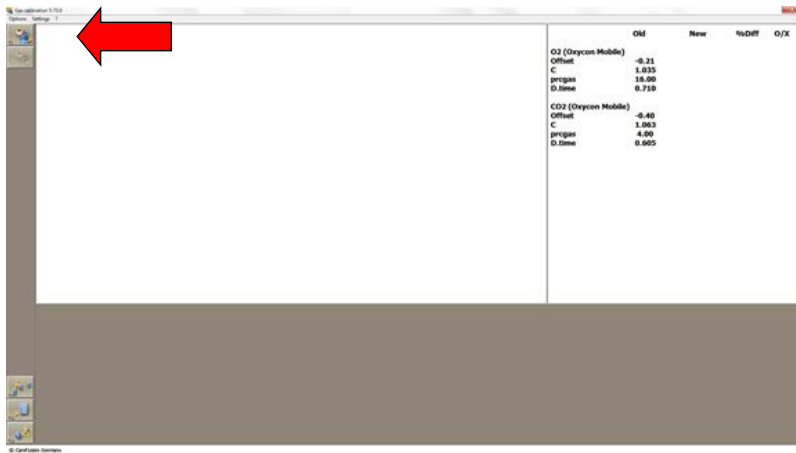 Gas calibration 5.73.0
Options Settings ?
Old New %Diff O/X
O2 (Oxycon Mobile)
Offset -0.21
C 1.035
prcgas 16.00
D.time 0.710
CO2 (Oxycon Mobile)
Offset -0.40
C 1.063
prcgas 4.00
D.time 0.605
© CareFusion Germany